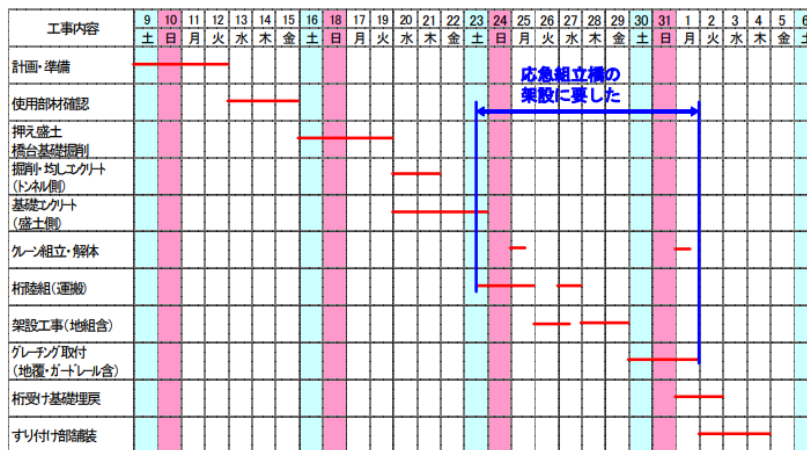 工事内容 9 10 11 12 13 14 15 16 18 17 19 20 21 22 23 24 25 26 27 28 29 30 31 1 2 3 4 5 6
土 日 月 火 水 木 金 土 日 月 火 水 木 金 土 日 月 火 水 木 金 土 日 月 火 水 木 金 土
計画・準備
応急組立橋の
架設に要した
使用部材確認
押え盛土
橋台基礎掘削
掘削・均しコンクリート
(トンネル側)
基礎コンクリート
(盛土側)
クレーン組立・解体
桁陸組(運搬)
架設工事(地組含)
グレーチング取付
(地覆・ガードレール含)
桁受け基礎埋戻
すり付け部舗装